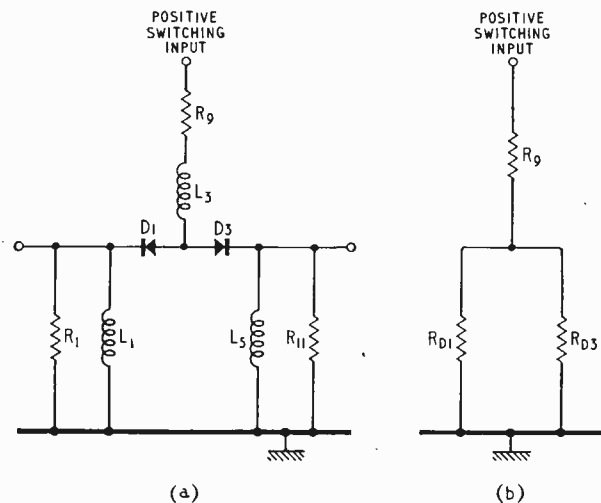 POSITIVE
SWITCHING
INPUT
R9
L3
D1
D3
R1
L1
L5
R11
(a)
POSITIVE
SWITCHING
INPUT
R9
RD1
RD3
(b)